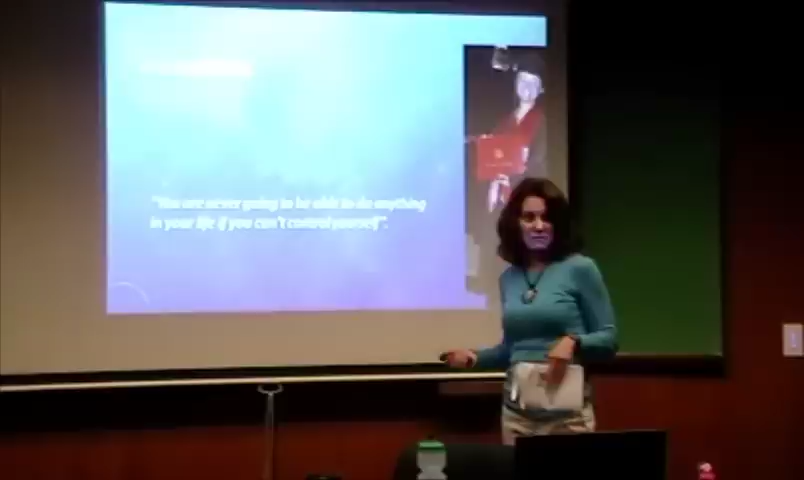 "You are never going to be able to do anything
in your life if you can't control yourself".